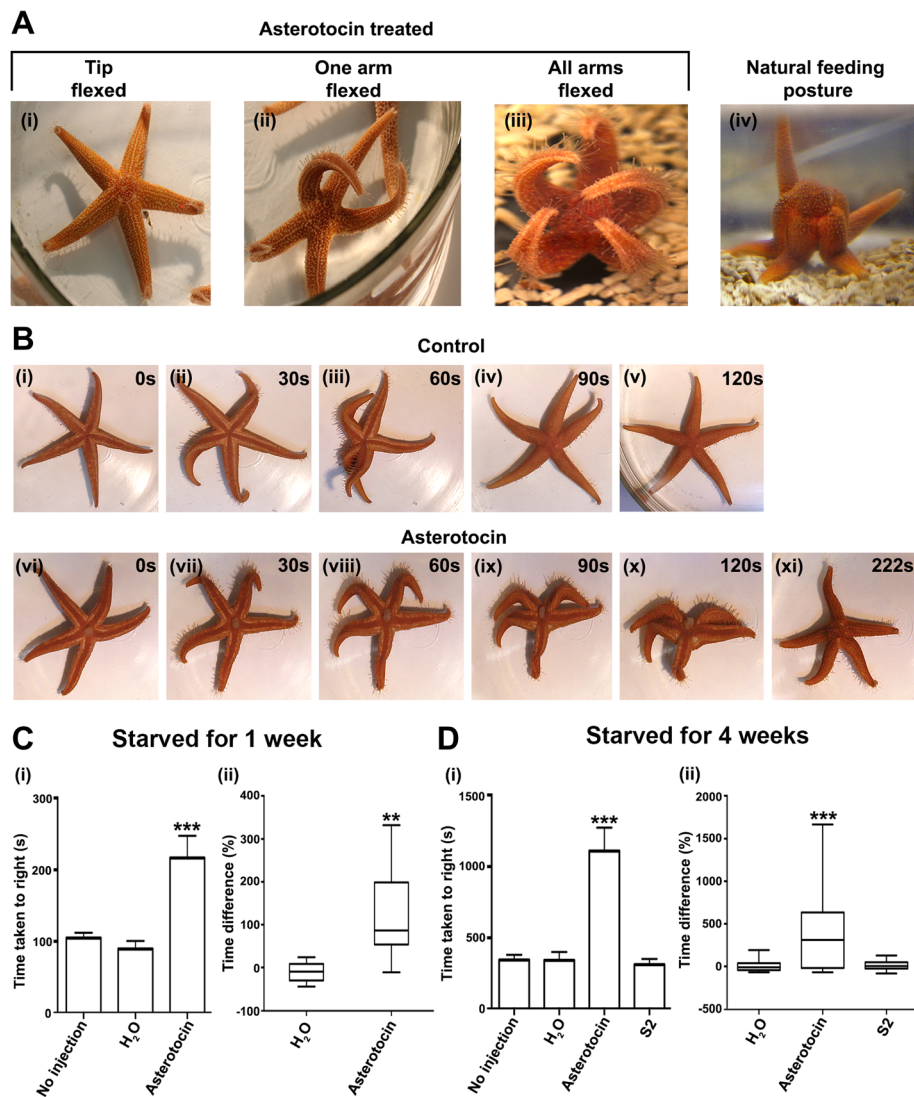 A
Asterotocin treated
Tip
flexed
One arm
flexed
All arms
flexed
Natural feeding
posture
(i)
(ii)
(iii)
(iv)
B
Control
(i)
0s
(ii)
30s
(iii)
60s
(iv)
90s
(v)
120s
Asterotocin
(vi)
0s
(vii)
30s
(viii)
60s
(ix)
90s
(x)
120s
(xi)
222s
C
Starved for 1 week
(i)
Time taken to right (s)
300
200
100
0
***
No injection
H₂O
Asterotocin
(ii)
Time difference (%)
400
300
200
100
0
-100
**
H₂O
Asterotocin
D
Starved for 4 weeks
(i)
Time taken to right (s)
1500
1000
500
0
***
No injection
H₂O
Asterotocin
S2
(ii)
Time difference (%)
2000
1500
1000
500
0
-500
***
H₂O
Asterotocin
S2